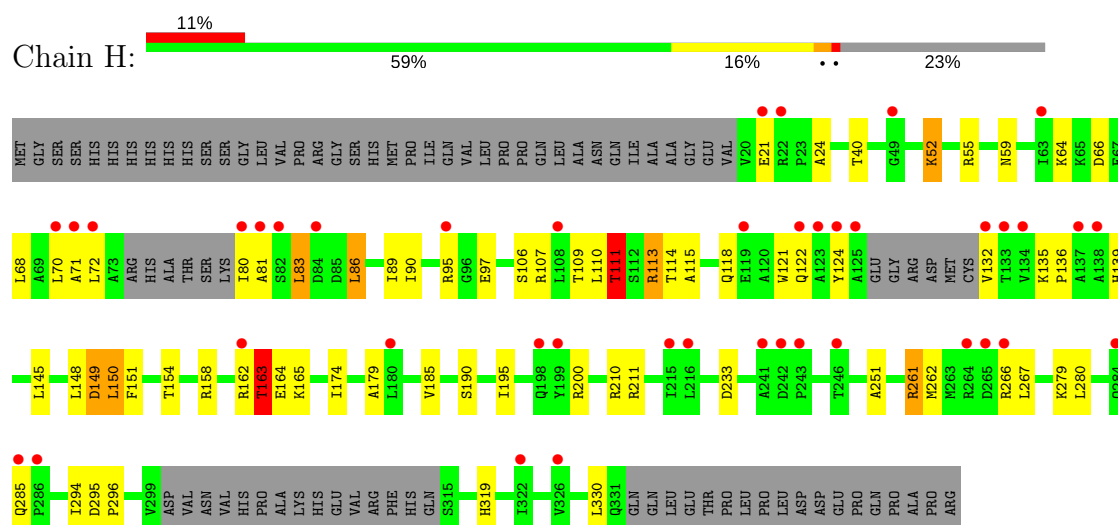 11%
Chain H:
59% 16% • • 23%
MET GLY SER SER HIS HIS HIS HIS HIS HIS SER SER GLY LEU VAL PRO ARG GLY SER HIS MET PRO ILE GLN VAL LEU PRO PRO GLN LEU ALA ASN GLN ILE ALA ALA GLY GLU VAL V20 E21 R22 P23 A24 T40 G49 K52 R55 N59 I63 K64 K65 D66 E67
L68 A69 L70 A71 L72 A73 ARG HIS ALA THR SER LYS I80 A81 S82 L83 D84 D85 L86 I89 I90 R95 G96 E97 S106 R107 L108 T109 L110 T111 S112 R113 T114 A115 Q118 E119 A120 W121 Q122 A123 Y124 A125 GLU GLY ARG ASP MET CYS V132 T133 V134 K135 P136 A137 A138 H139
L145 L148 D149 L150 F151 T154 R158 R162 T163 E164 K165 I174 A179 L180 V185 S190 I195 Q198 Y199 R200 R210 R211 I215 L216 D233 A241 D242 P243 T246 A251 R261 M262 M263 R264 D265 R266 L267 K279 L280 Q284
Q285 P286 I294 D295 P296 V299 ASP VAL ASN VAL HIS PRO ALA LYS HIS GLU VAL ARG PHE HIS GLN S315 H319 I322 V326 L330 Q331 GLN GLN LEU GLU THR PRO LEU PRO LEU ASP ASP GLU PRO GLN PRO ALA PRO ARG